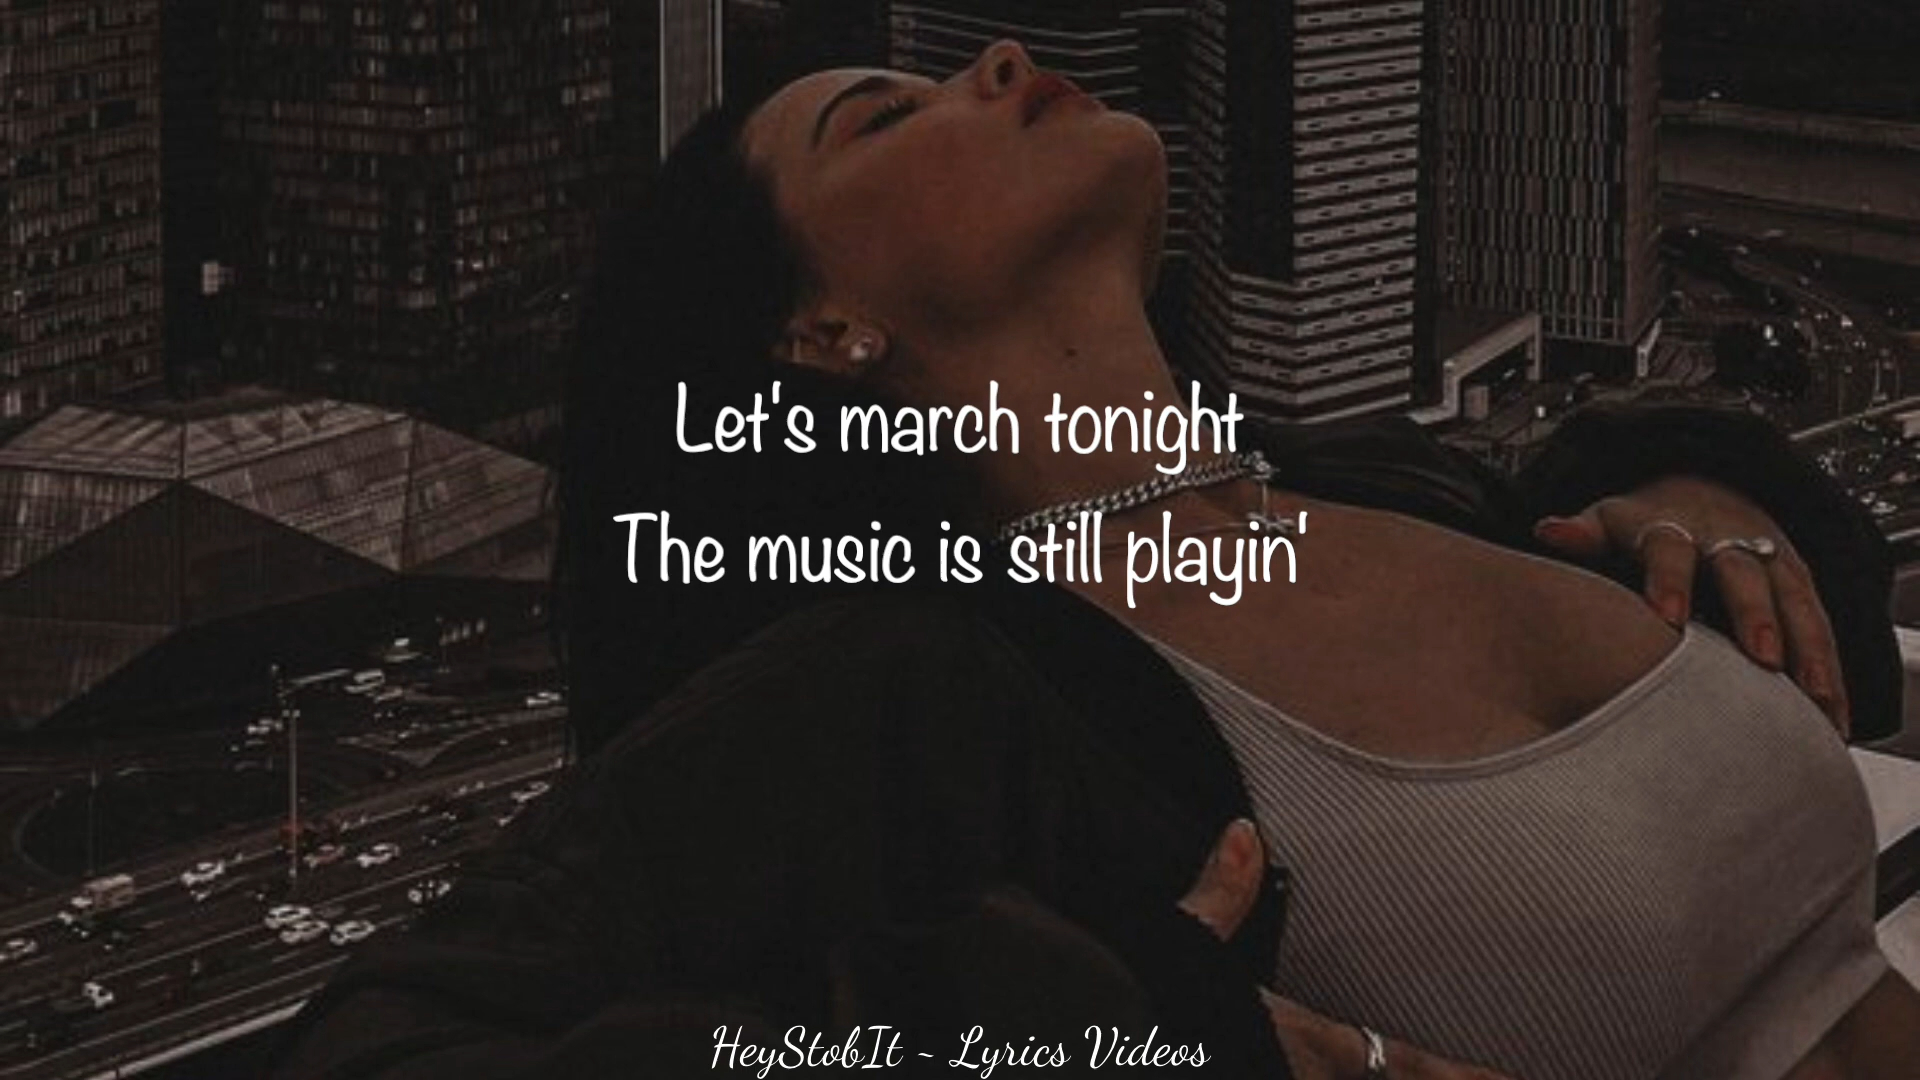 Let's march tonight
The music is still playin'
HeyStobIt ~ Lyrics Videos